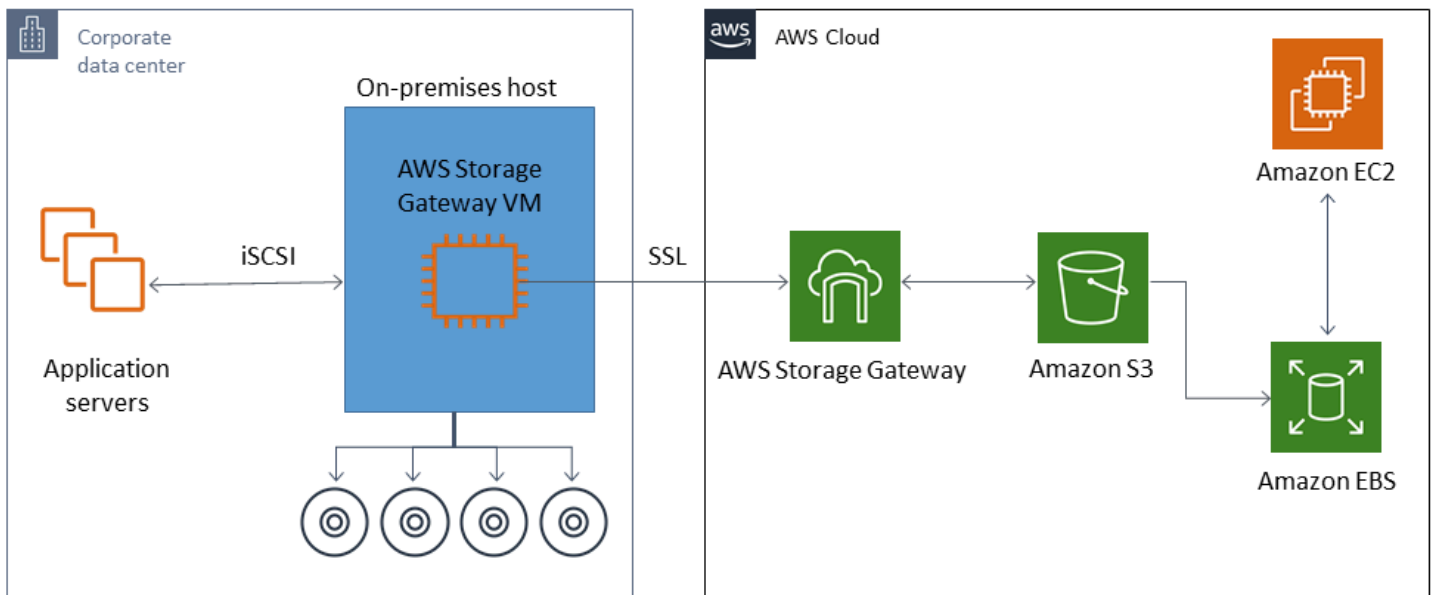 Corporate
data center
On-premises host
AWS Storage
Gateway VM
iSCSI
Application
servers
SSL
aws
AWS Cloud
Amazon EC2
AWS Storage Gateway
Amazon S3
Amazon EBS